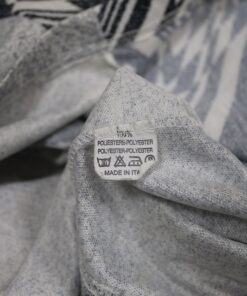 100%
POLIESTERE-POLYESTER
POLYESTER-POLYESTER
MADE IN ITA